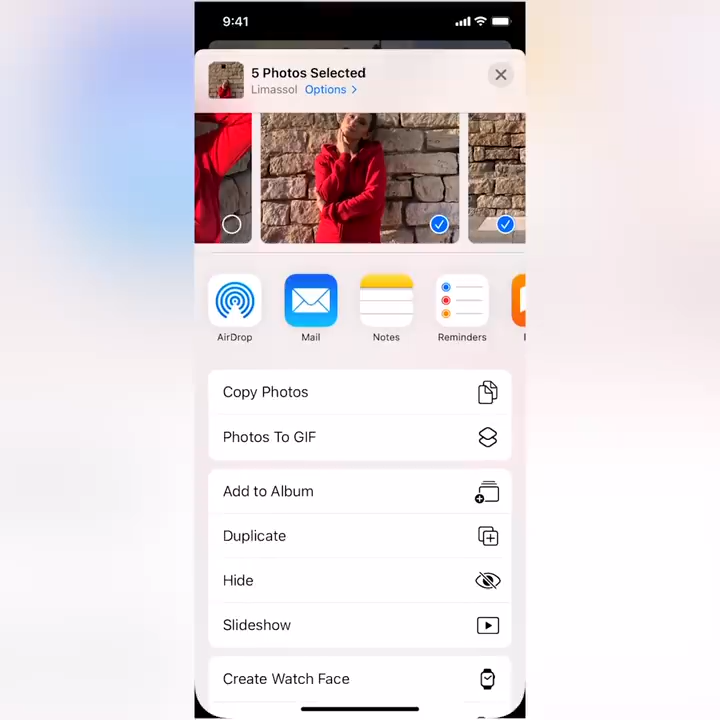 9:41
5 Photos Selected
Limassol Options >
AirDrop Mail Notes Reminders
Copy Photos
Photos To GIF
Add to Album
Duplicate
Hide
Slideshow
Create Watch Face